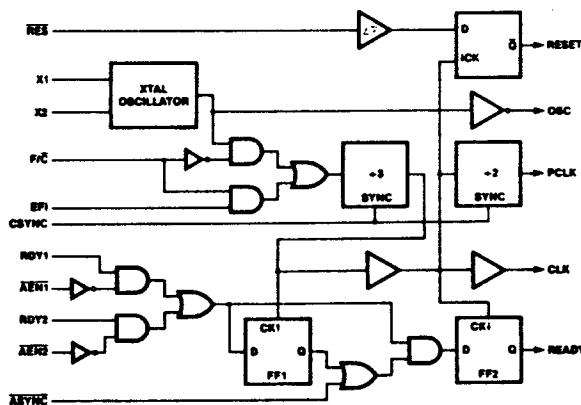 RES
D
Q
ICK
RESET
X1
X2
XTAL
OSCILLATOR
OSC
F/C
EFI
CSYNC
÷3
SYNC
÷2
SYNC
PCLK
RDY1
AEN1
RDY2
AEN2
ASYNC
CLK
CK↑
D
Q
FF1
CK↓
D
Q
FF2
READY